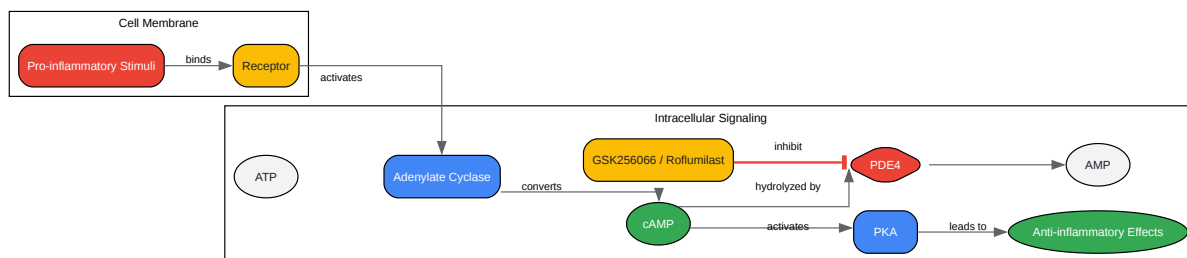 Cell Membrane
Pro-inflammatory Stimuli
binds
Receptor
activates
Intracellular Signaling
ATP
Adenylate Cyclase
converts
GSK256066 / Roflumilast
inhibit
PDE4
AMP
hydrolyzed by
cAMP
activates
PKA
leads to
Anti-inflammatory Effects